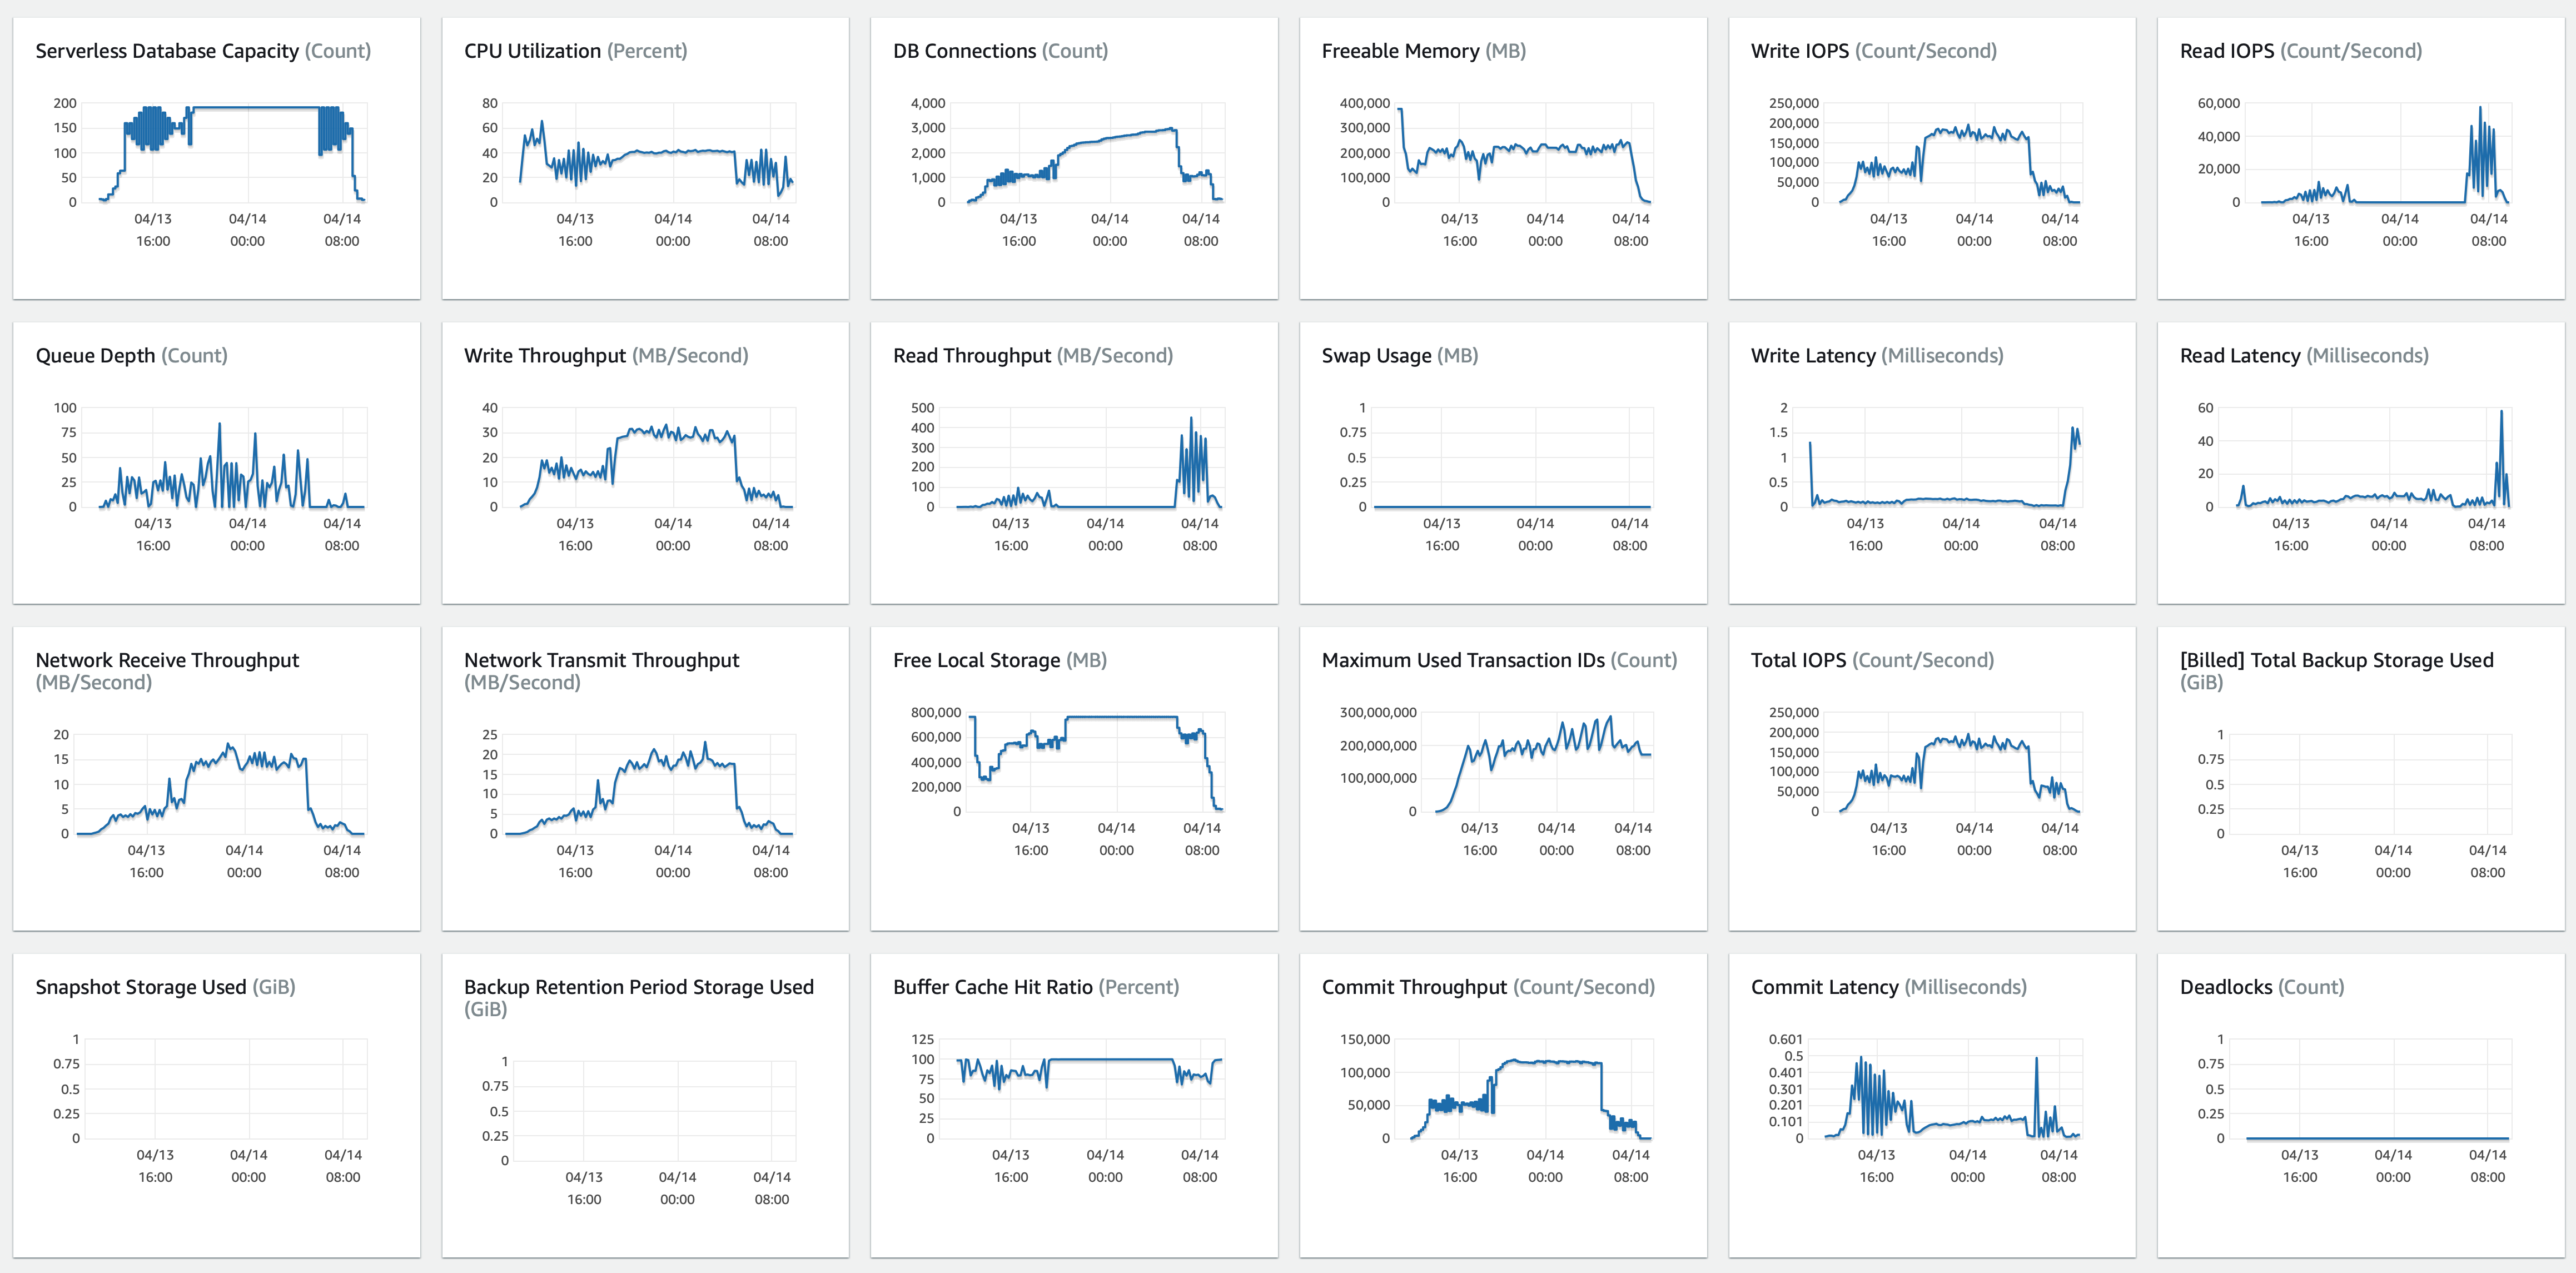 Serverless Database Capacity (Count)
200
150
100
50
0
04/13 04/14 04/14
16:00 00:00 08:00
CPU Utilization (Percent)
80
60
40
20
0
04/13 04/14 04/14
16:00 00:00 08:00
DB Connections (Count)
4,000
3,000
2,000
1,000
0
04/13 04/14 04/14
16:00 00:00 08:00
Freeable Memory (MB)
400,000
300,000
200,000
100,000
0
04/13 04/14 04/14
16:00 00:00 08:00
Write IOPS (Count/Second)
250,000
200,000
150,000
100,000
50,000
0
04/13 04/14 04/14
16:00 00:00 08:00
Read IOPS (Count/Second)
60,000
40,000
20,000
0
04/13 04/14 04/14
16:00 00:00 08:00
Queue Depth (Count)
100
75
50
25
0
04/13 04/14 04/14
16:00 00:00 08:00
Write Throughput (MB/Second)
40
30
20
10
0
04/13 04/14 04/14
16:00 00:00 08:00
Read Throughput (MB/Second)
500
400
300
200
100
0
04/13 04/14 04/14
16:00 00:00 08:00
Swap Usage (MB)
1
0.75
0.5
0.25
0
04/13 04/14 04/14
16:00 00:00 08:00
Write Latency (Milliseconds)
2
1.5
1
0.5
0
04/13 04/14 04/14
16:00 00:00 08:00
Read Latency (Milliseconds)
60
40
20
0
04/13 04/14 04/14
16:00 00:00 08:00
Network Receive Throughput
(MB/Second)
20
15
10
5
0
04/13 04/14 04/14
16:00 00:00 08:00
Network Transmit Throughput
(MB/Second)
25
20
15
10
5
0
04/13 04/14 04/14
16:00 00:00 08:00
Free Local Storage (MB)
800,000
600,000
400,000
200,000
0
04/13 04/14 04/14
16:00 00:00 08:00
Maximum Used Transaction IDs (Count)
300,000,000
200,000,000
100,000,000
0
04/13 04/14 04/14
16:00 00:00 08:00
Total IOPS (Count/Second)
250,000
200,000
150,000
100,000
50,000
0
04/13 04/14 04/14
16:00 00:00 08:00
[Billed] Total Backup Storage Used
(GiB)
1
0.75
0.5
0.25
0
04/13 04/14 04/14
16:00 00:00 08:00
Snapshot Storage Used (GiB)
1
0.75
0.5
0.25
0
04/13 04/14 04/14
16:00 00:00 08:00
Backup Retention Period Storage Used
(GiB)
1
0.75
0.5
0.25
0
04/13 04/14 04/14
16:00 00:00 08:00
Buffer Cache Hit Ratio (Percent)
125
100
75
50
25
0
04/13 04/14 04/14
16:00 00:00 08:00
Commit Throughput (Count/Second)
150,000
100,000
50,000
0
04/13 04/14 04/14
16:00 00:00 08:00
Commit Latency (Milliseconds)
0.601
0.5
0.401
0.301
0.201
0.101
0
04/13 04/14 04/14
16:00 00:00 08:00
Deadlocks (Count)
1
0.75
0.5
0.25
0
04/13 04/14 04/14
16:00 00:00 08:00